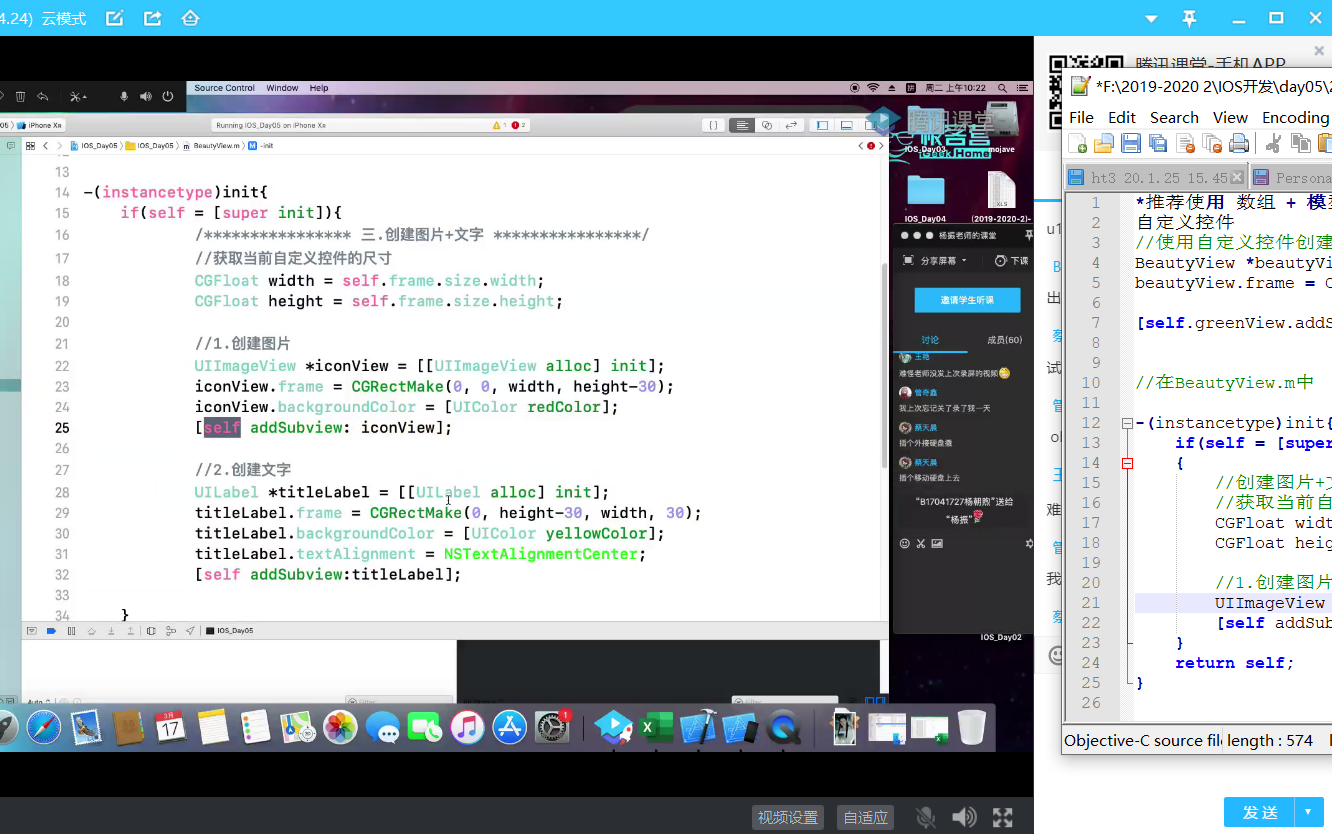 4.24) 云模式
Source Control Window Help
周二 上午10:22
05 iPhone Xʀ
Running IOS_Day05 on iPhone Xʀ
1
2
IOS_Day05 IOS_Day05 BeautyView.m -init
13
14 -(instancetype)init{
15 if(self = [super init]){
16 /**************** 三.创建图片+文字 ****************/
17 //获取当前自定义控件的尺寸
18 CGFloat width = self.frame.size.width;
19 CGFloat height = self.frame.size.height;
20
21 //1.创建图片
22 UIImageView *iconView = [[UIImageView alloc] init];
23 iconView.frame = CGRectMake(0, 0, width, height-30);
24 iconView.backgroundColor = [UIColor redColor];
25 [self addSubview: iconView];
26
27 //2.创建文字
28 UILabel *titleLabel = [[UILabel alloc] init];
29 titleLabel.frame = CGRectMake(0, height-30, width, 30);
30 titleLabel.backgroundColor = [UIColor yellowColor];
31 titleLabel.textAlignment = NSTextAlignmentCenter;
32 [self addSubview:titleLabel];
33
34 }
IOS_Day05
Auto
Filter
Filter
3月
17
1
腾讯课堂
极客营
GeekHome
IOS_Day03
mojave
XLS
IOS_Day04
(2019-2020-2)-
杨振老师的课堂
分享屏幕
下课
邀请学生听课
讨论
成员(60)
王艳
难怪老师没发上次录屏的视频
管奇鑫
我上次忘记关了录了我一天
蔡天晨
插个外接硬盘撒
蔡天晨
插个移动硬盘上去
“B17041727杨朝煦”送给
“杨振”
IOS_Day02
视频设置
自适应
腾讯课堂-手机APP
u1
出
蔡
试
管
ol
王
难
管
我
蔡
发送
*F:\2019-2020 2\IOS开发\day05\2
File Edit Search View Encoding
ht3 20.1.25 15.45
Persona
1 *推荐使用 数组 + 模
2 自定义控件
3 //使用自定义控件创建
4 BeautyView *beautyVi
5 beautyView.frame = C
6
7 [self.greenView.addS
8
9
10 //在BeautyView.m中
11
12 -(instancetype)init{
13 if(self = [super
14 {
15 //创建图片+
16 //获取当前自
17 CGFloat widt
18 CGFloat heig
19
20 //1.创建图片
21 UIImageView
22 [self addSub
23 }
24 return self;
25 }
26
Objective-C source fil length : 574